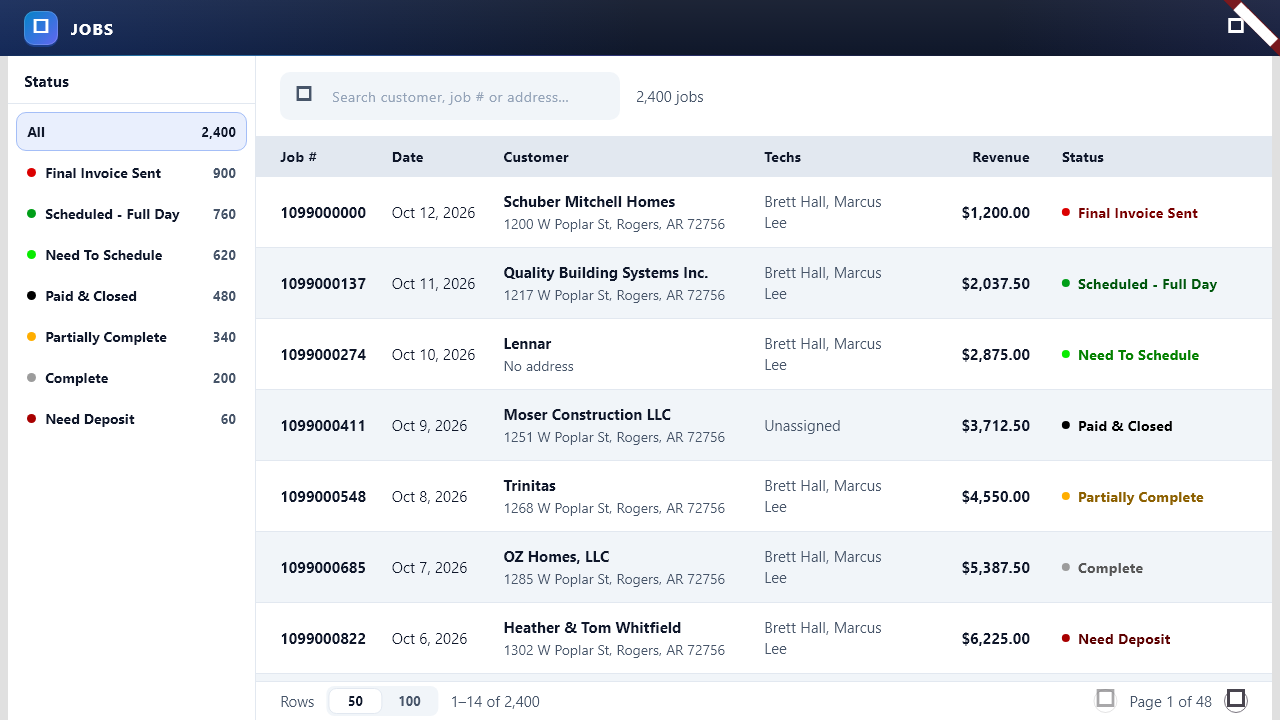 JOBS
Status
All 2,400
Final Invoice Sent 900
Scheduled - Full Day 760
Need To Schedule 620
Paid & Closed 480
Partially Complete 340
Complete 200
Need Deposit 60
Search customer, job # or address... 2,400 jobs
Job # Date Customer Techs Revenue Status
1099000000 Oct 12, 2026 Schuber Mitchell Homes Brett Hall, Marcus $1,200.00 Final Invoice Sent
1200 W Poplar St, Rogers, AR 72756 Lee
1099000137 Oct 11, 2026 Quality Building Systems Inc. Brett Hall, Marcus $2,037.50 Scheduled - Full Day
1217 W Poplar St, Rogers, AR 72756 Lee
1099000274 Oct 10, 2026 Lennar Brett Hall, Marcus $2,875.00 Need To Schedule
No address Lee
1099000411 Oct 9, 2026 Moser Construction LLC Unassigned $3,712.50 Paid & Closed
1251 W Poplar St, Rogers, AR 72756
1099000548 Oct 8, 2026 Trinitas Brett Hall, Marcus $4,550.00 Partially Complete
1268 W Poplar St, Rogers, AR 72756 Lee
1099000685 Oct 7, 2026 OZ Homes, LLC Brett Hall, Marcus $5,387.50 Complete
1285 W Poplar St, Rogers, AR 72756 Lee
1099000822 Oct 6, 2026 Heather & Tom Whitfield Brett Hall, Marcus $6,225.00 Need Deposit
1302 W Poplar St, Rogers, AR 72756 Lee
Rows 50 100 1–14 of 2,400 Page 1 of 48